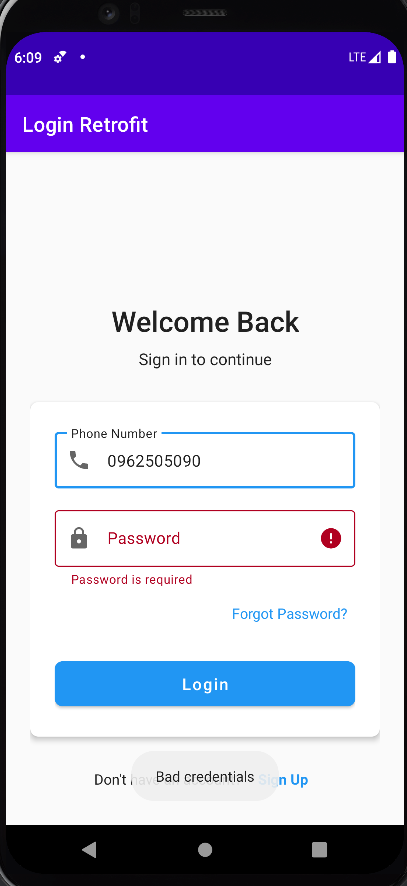 6:09 LTE
Login Retrofit
Welcome Back
Sign in to continue
Phone Number
0962505090
Password
Password is required
Forgot Password?
Login
Don't Sign Up
Bad credentials